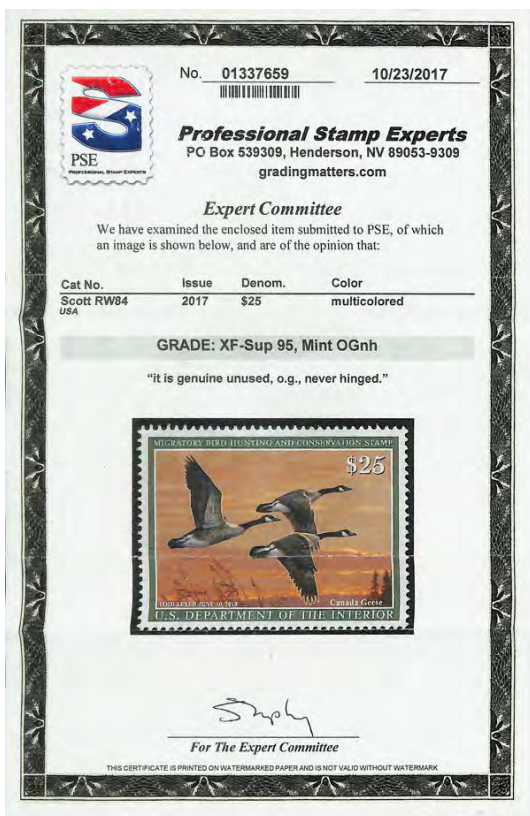 No. 01337659 10/23/2017
PSE
PROFESSIONAL STAMP EXPERTS
Professional Stamp Experts
PO Box 539309, Henderson, NV 89053-9309
gradingmatters.com
Expert Committee
We have examined the enclosed item submitted to PSE, of which
an image is shown below, and are of the opinion that:
Cat No. Issue Denom. Color
Scott RW84 2017 $25 multicolored
USA
GRADE: XF-Sup 95, Mint OGnh
“it is genuine unused, o.g., never hinged.”
MIGRATORY BIRD HUNTING AND CONSERVATION STAMP
$25
VOID AFTER JUNE 30, 2018 Canada Geese
U.S. DEPARTMENT OF THE INTERIOR
For The Expert Committee
THIS CERTIFICATE IS PRINTED ON WATERMARKED PAPER AND IS NOT VALID WITHOUT WATERMARK